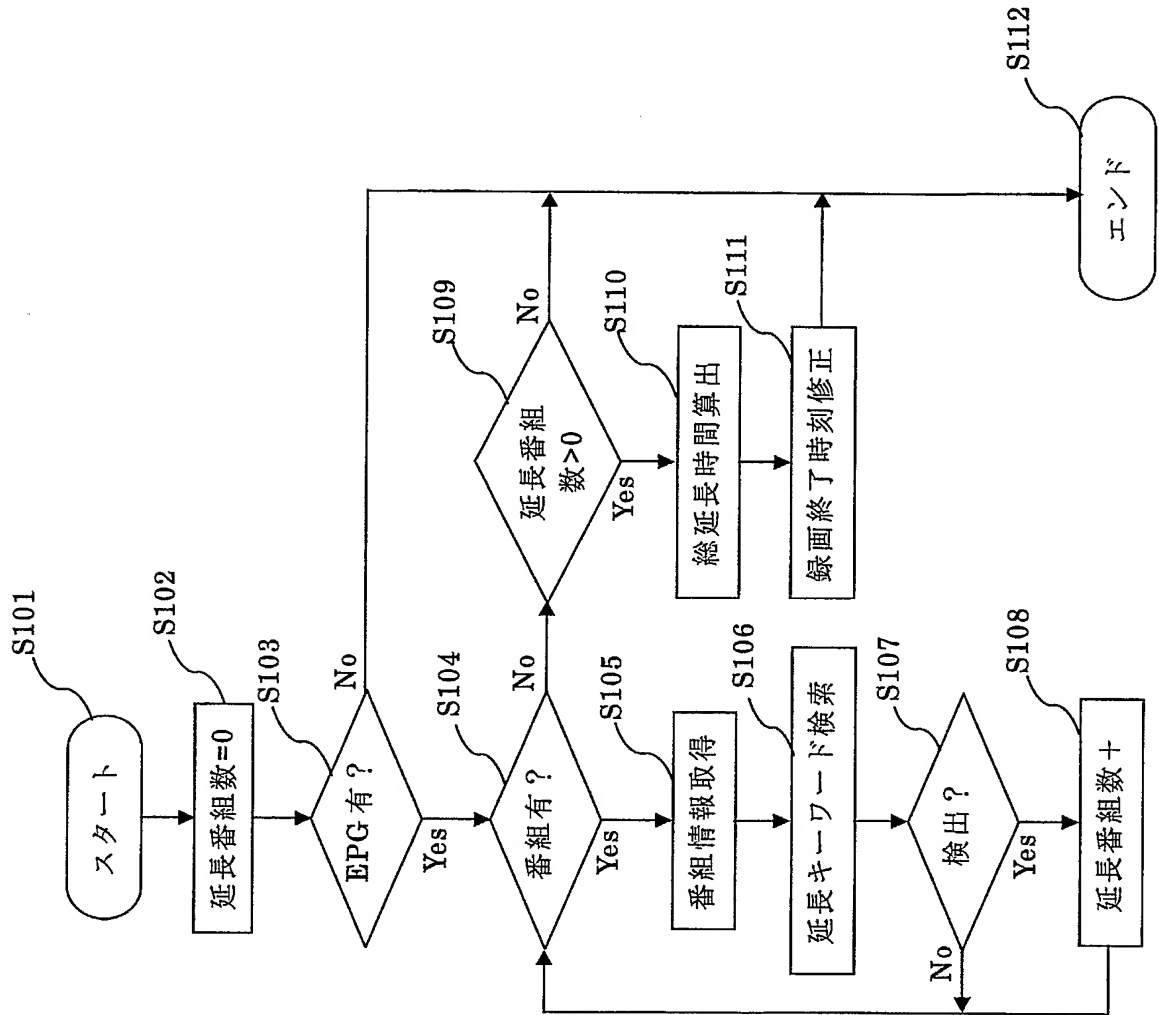 S101
スタート
S102
延長番組数=0
S103
EPG有?
No
Yes
S104
番組有?
No
Yes
S105
番組情報取得
S106
延長キーワード検索
S107
検出?
No
Yes
S108
延長番組数+
S109
延長番組
数>0
No
Yes
S110
総延長時間算出
S111
録画終了時刻修正
S112
エンド